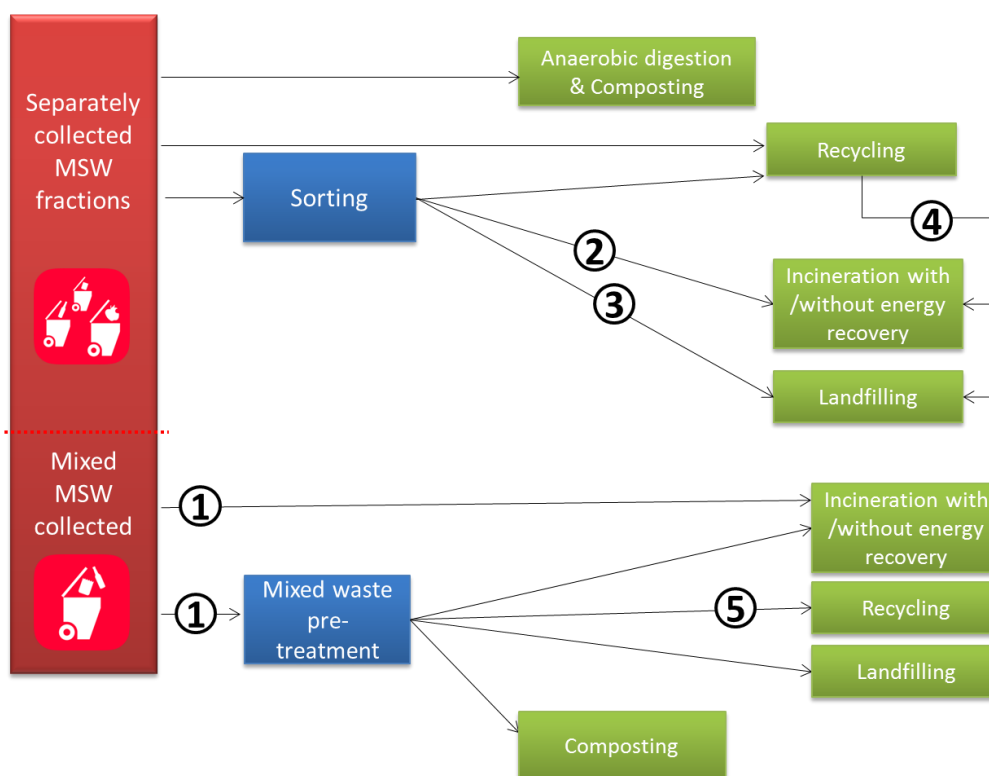 Separately
collected
MSW
fractions
Anaerobic digestion
& Composting
Recycling
Sorting
4
2
Incineration with
/without energy
recovery
3
Landfilling
Mixed
MSW
collected
1
Incineration with
/without energy
recovery
1
Mixed waste
pre-
treatment
5
Recycling
Landfilling
Composting